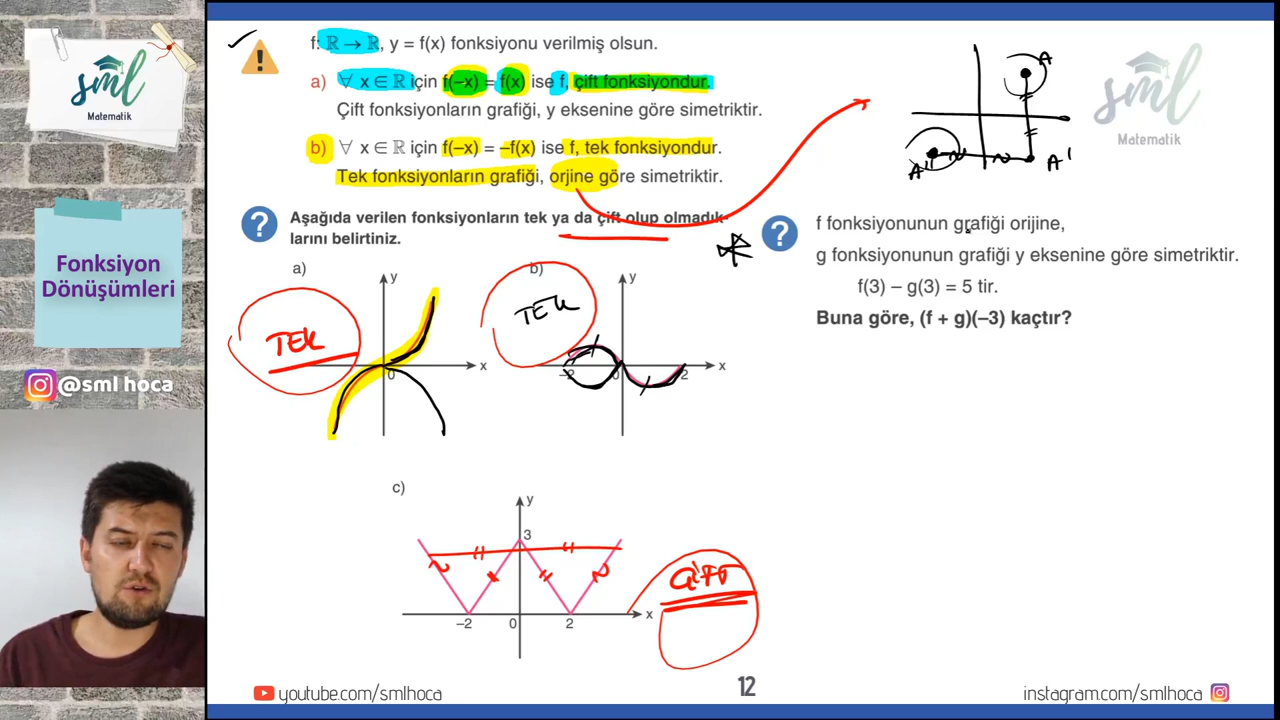 sml
Matematik
Fonksiyon
Dönüşümleri
@sml hoca
f: ℝ → ℝ, y = f(x) fonksiyonu verilmiş olsun.
a) ∀ x ∈ ℝ için f(−x) = f(x) ise f, çift fonksiyondur.
Çift fonksiyonların grafiği, y eksenine göre simetriktir.
b) ∀ x ∈ ℝ için f(−x) = −f(x) ise f, tek fonksiyondur.
Tek fonksiyonların grafiği, orjine göre simetriktir.
? Aşağıda verilen fonksiyonların tek ya da çift olup olmadık-
larını belirtiniz.
a)
y
TEK
x
0
b)
y
TEK
−2
0
2
x
c)
y
3
−2
0
2
x
ÇİFT
A
A'
A''
sml
Matematik
? f fonksiyonunun grafiği orijine,
g fonksiyonunun grafiği y eksenine göre simetriktir.
f(3) – g(3) = 5 tir.
Buna göre, (f + g)(–3) kaçtır?
youtube.com/smlhoca
12
instagram.com/smlhoca